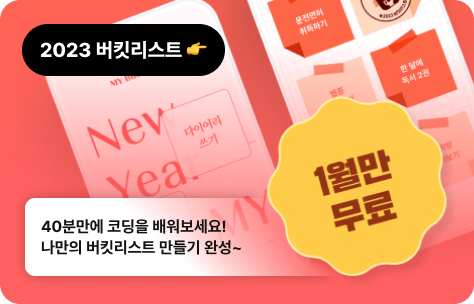 2023 버킷리스트 👉
운전면허
취득하기
한 달에
독서 2권
New
Yea
다이어리
쓰기
MY
1월만
무료
40분만에 코딩을 배워보세요!
나만의 버킷리스트 만들기 완성~